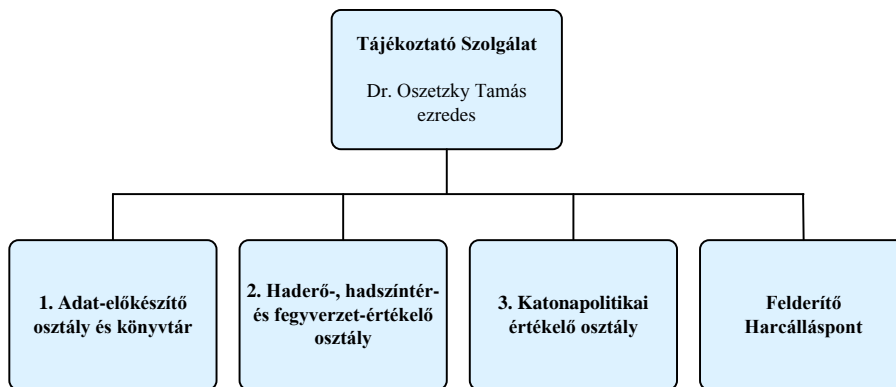 Tájékoztató Szolgálat
Dr. Oszetzky Tamás
ezredes
1. Adat-előkészítő
osztály és könyvtár
2. Haderő-, hadszíntér-
és fegyverzet-értékelő
osztály
3. Katonapolitikai
értékelő osztály
Felderítő
Harcálláspont